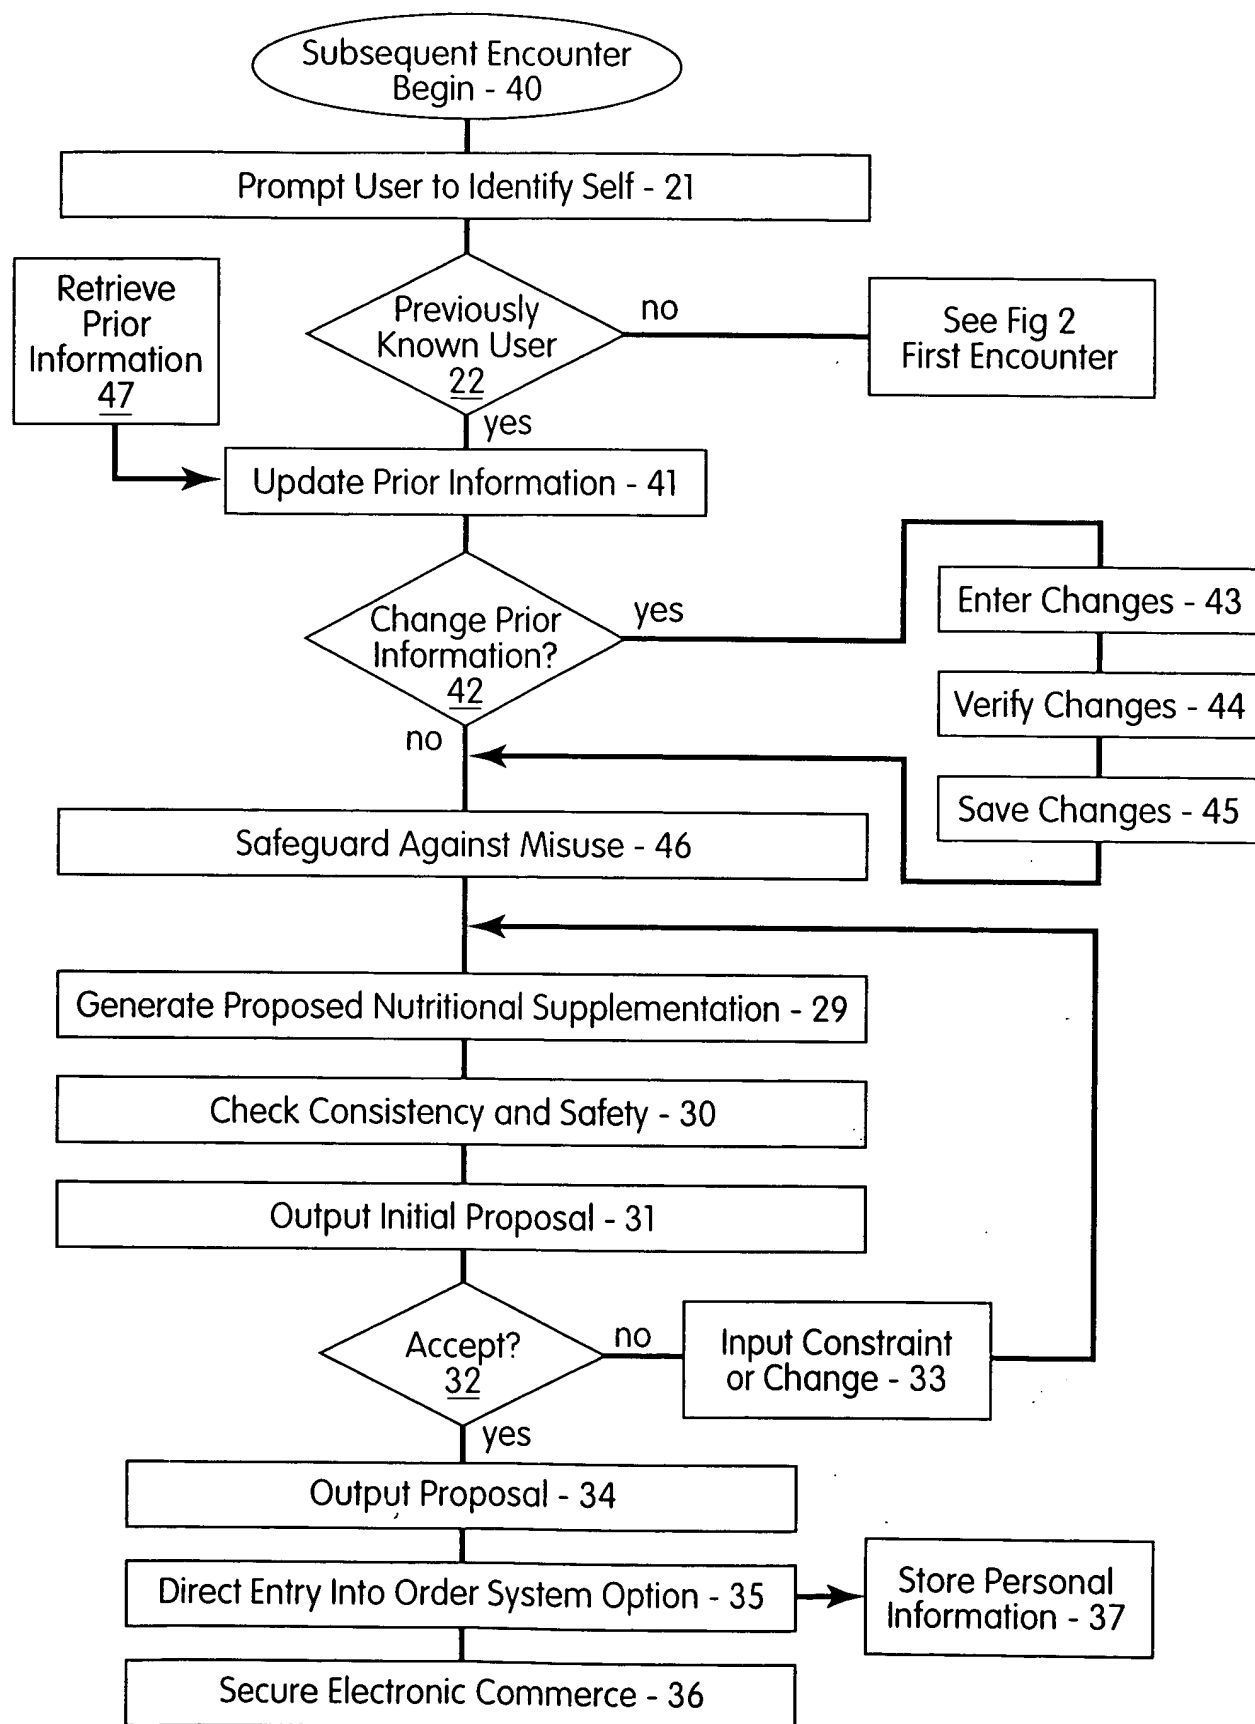 Subsequent Encounter
Begin - 40
Prompt User to Identify Self - 21
Retrieve
Prior
Information
47
Previously
Known User
22
no
See Fig 2
First Encounter
yes
Update Prior Information - 41
Change Prior
Information?
42
yes
Enter Changes - 43
Verify Changes - 44
Save Changes - 45
no
Safeguard Against Misuse - 46
Generate Proposed Nutritional Supplementation - 29
Check Consistency and Safety - 30
Output Initial Proposal - 31
Accept?
32
no
Input Constraint
or Change - 33
yes
Output Proposal - 34
Direct Entry Into Order System Option - 35
Store Personal
Information - 37
Secure Electronic Commerce - 36